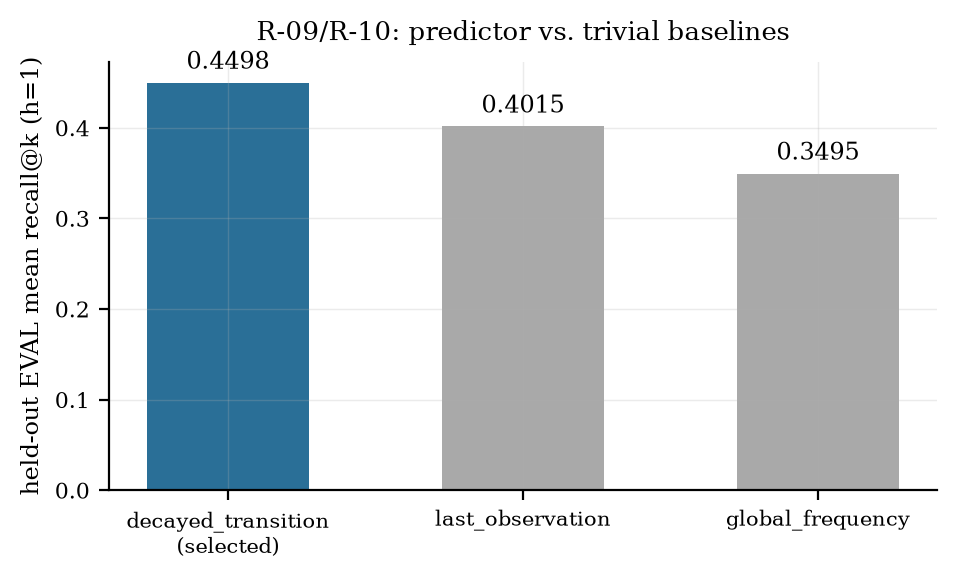 R-09/R-10: predictor vs. trivial baselines
held-out EVAL mean recall@k (h=1)
0.4
0.3
0.2
0.1
0.0
0.4498
0.4015
0.3495
decayed_transition
(selected)
last_observation
global_frequency